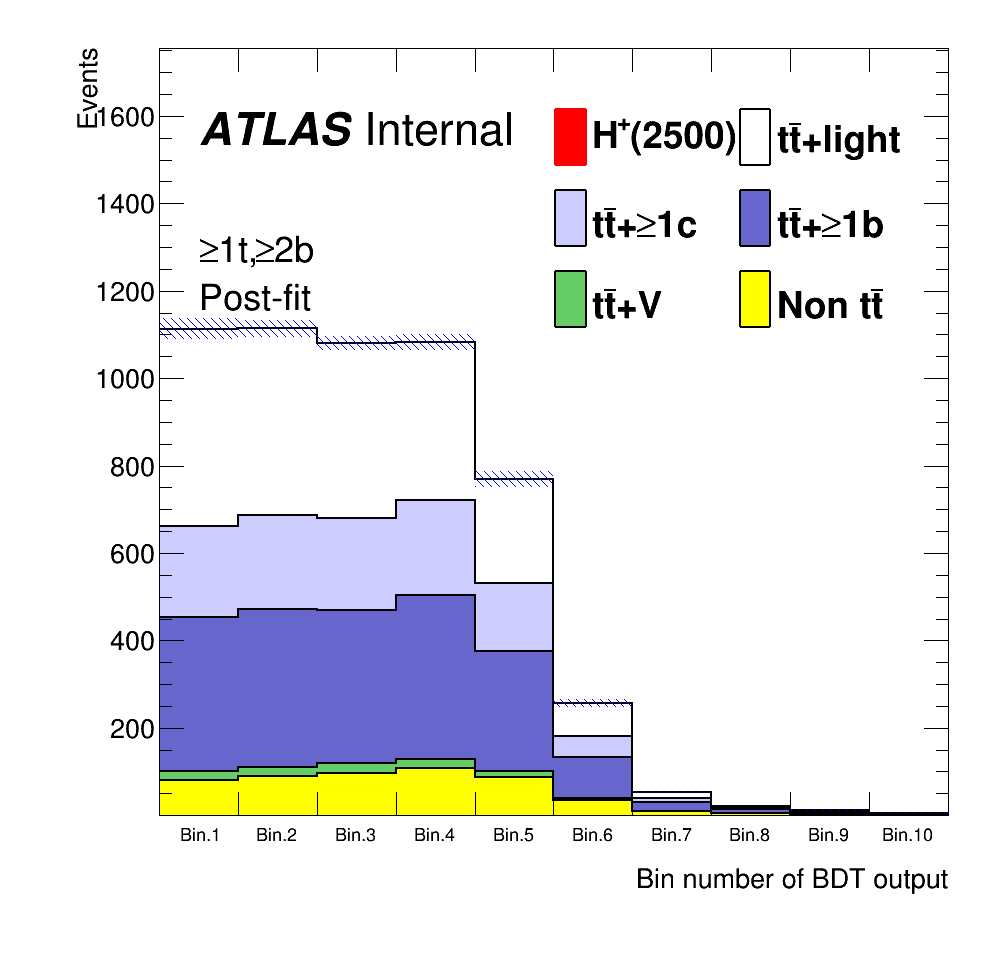 Events
1600
1400
1200
1000
800
600
400
200
ATLAS Internal
≥1t,≥2b
Post-fit
H⁺(2500)
tt̄+light
tt̄+≥1c
tt̄+≥1b
tt̄+V
Non tt̄
Bin.1 Bin.2 Bin.3 Bin.4 Bin.5 Bin.6 Bin.7 Bin.8 Bin.9 Bin.10
Bin number of BDT output